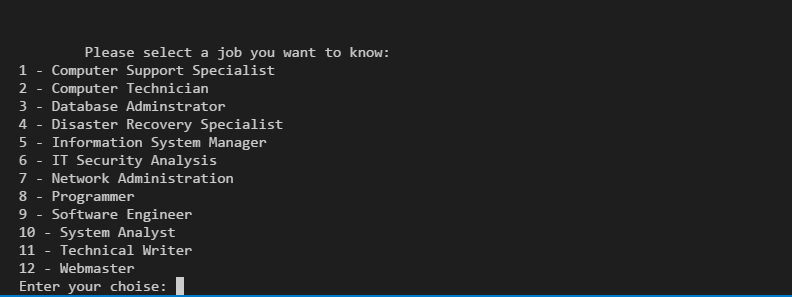 Please select a job you want to know:
1 - Computer Support Specialist
2 - Computer Technician
3 - Database Adminstrator
4 - Disaster Recovery Specialist
5 - Information System Manager
6 - IT Security Analysis
7 - Network Administration
8 - Programmer
9 - Software Engineer
10 - System Analyst
11 - Technical Writer
12 - Webmaster
Enter your choise: